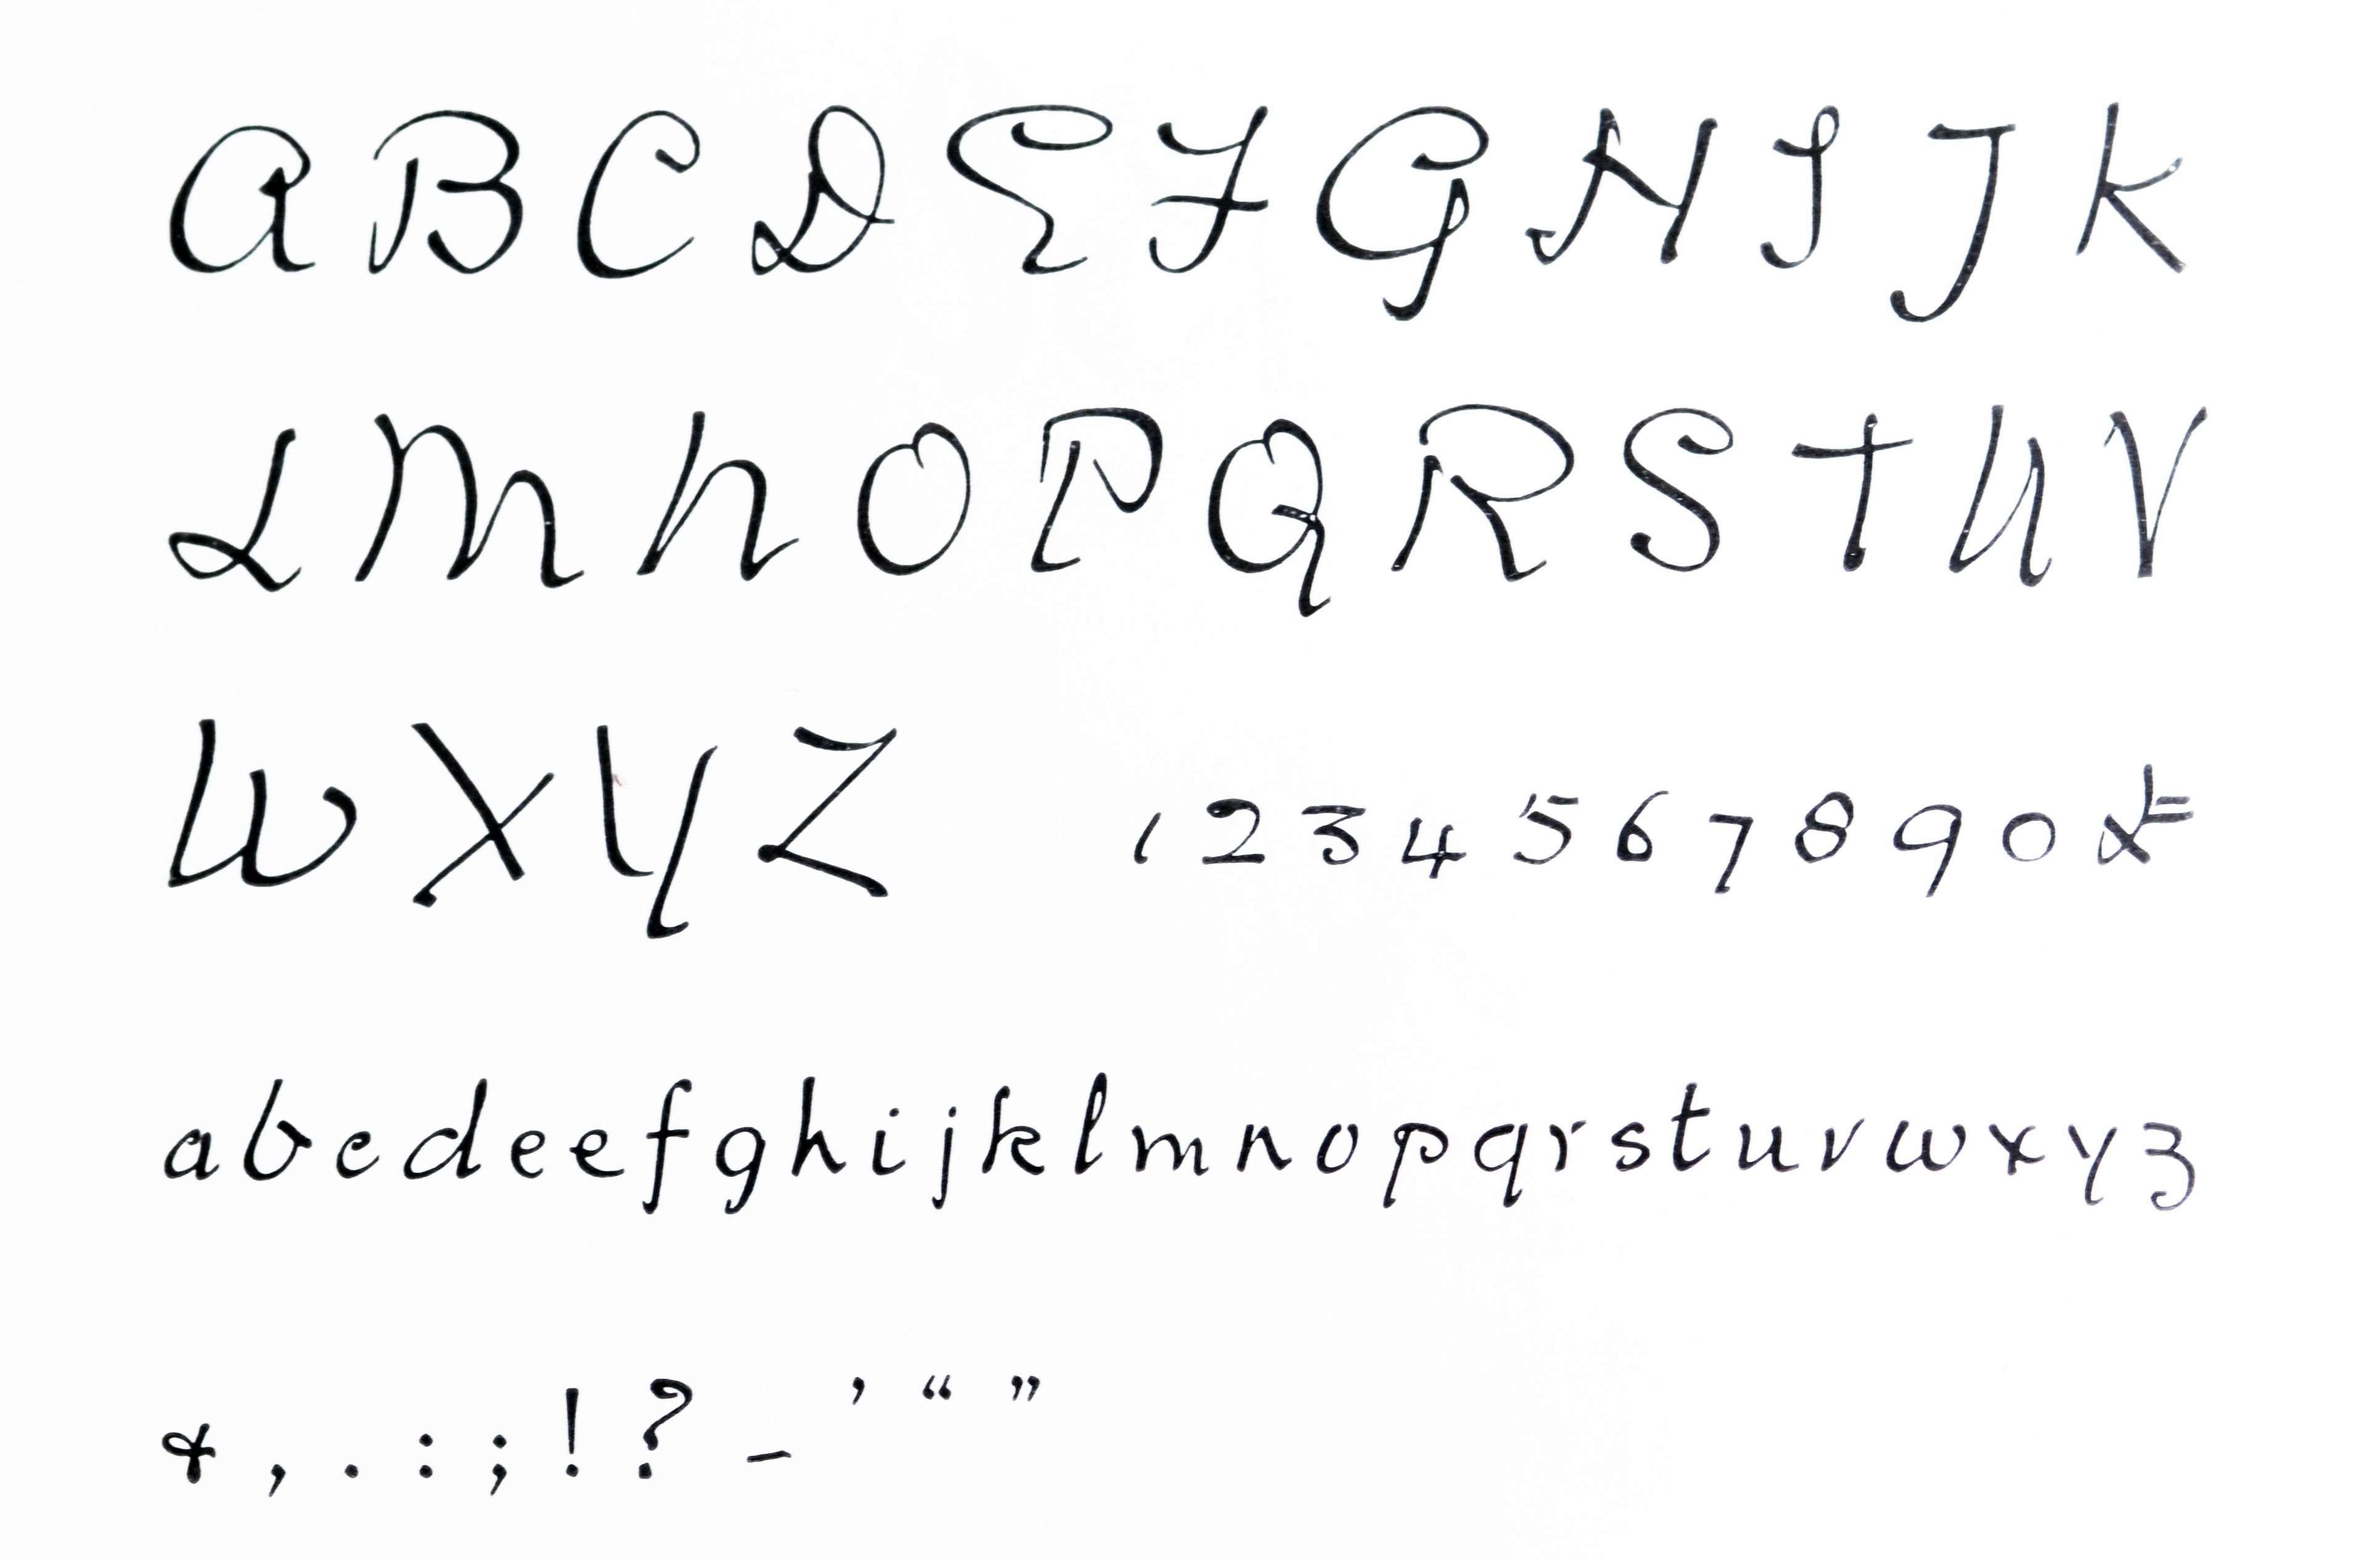 A B C D E F G H I J K
L M N O P Q R S T U V
W X Y Z 1 2 3 4 5 6 7 8 9 0
a b c d e e f g h i j k l m n o p q r s t u v w x y z
& , . : ; ! ? - ’ “ ”